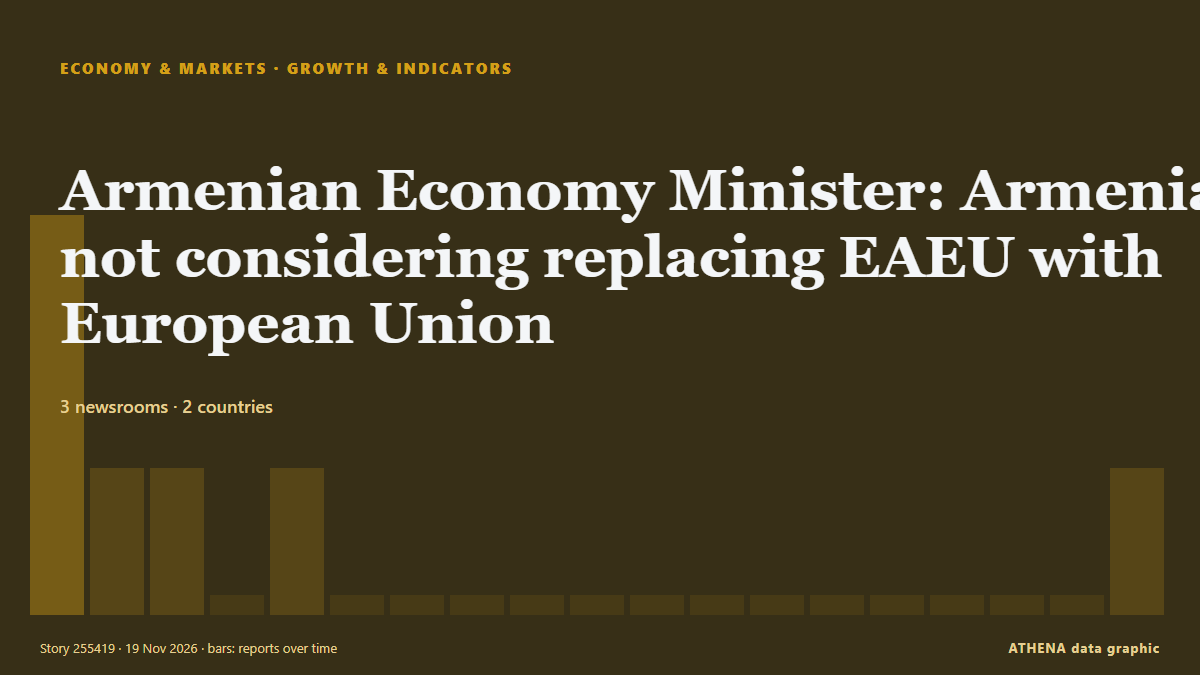 ECONOMY & MARKETS · GROWTH & INDICATORS
Armenian Economy Minister: Armenia
not considering replacing EAEU with
European Union
3 newsrooms · 2 countries
Story 255419 · 19 Nov 2026 · bars: reports over time
ATHENA data graphic